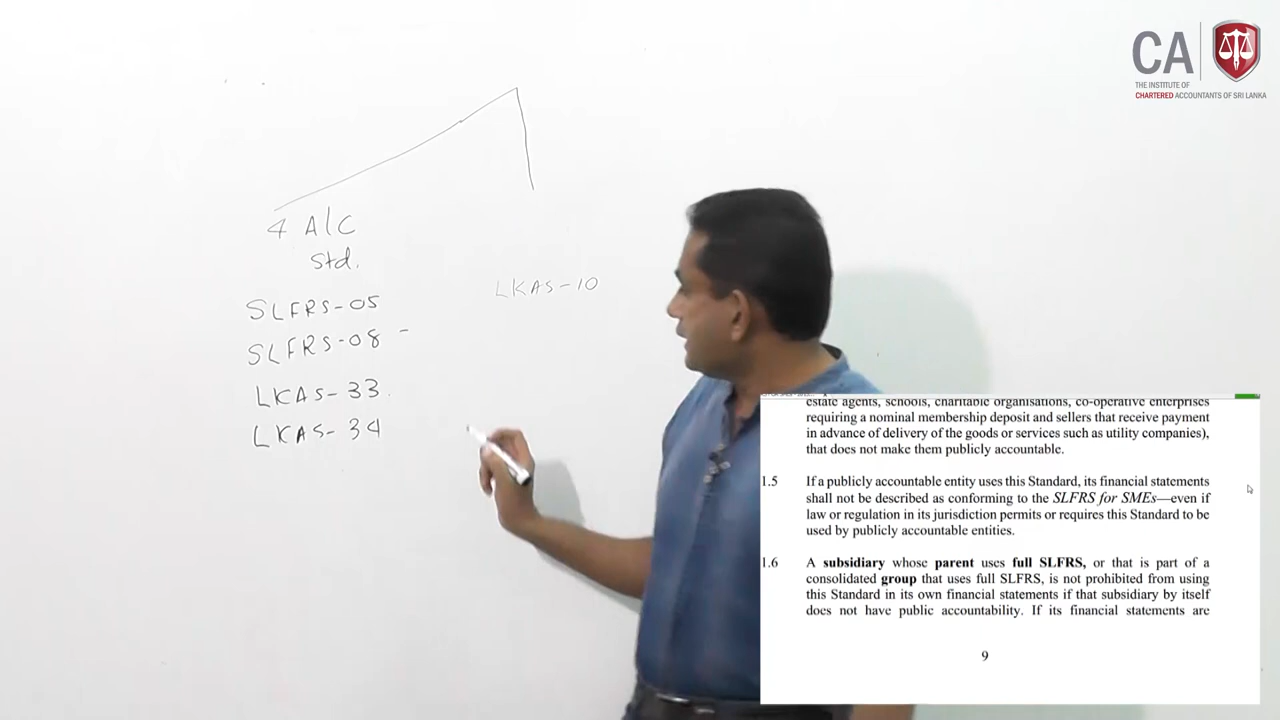 CA
THE INSTITUTE OF
CHARTERED ACCOUNTANTS OF SRI LANKA
4 A/C
Std.
SLFRS-05
SLFRS-08 -
LKAS-33
LKAS-34
LKAS-10
estate agents, schools, charitable organisations, co-operative enterprises
requiring a nominal membership deposit and sellers that receive payment
in advance of delivery of the goods or services such as utility companies),
that does not make them publicly accountable.
1.5 If a publicly accountable entity uses this Standard, its financial statements
shall not be described as conforming to the SLFRS for SMEs—even if
law or regulation in its jurisdiction permits or requires this Standard to be
used by publicly accountable entities.
1.6 A subsidiary whose parent uses full SLFRS, or that is part of a
consolidated group that uses full SLFRS, is not prohibited from using
this Standard in its own financial statements if that subsidiary by itself
does not have public accountability. If its financial statements are
9